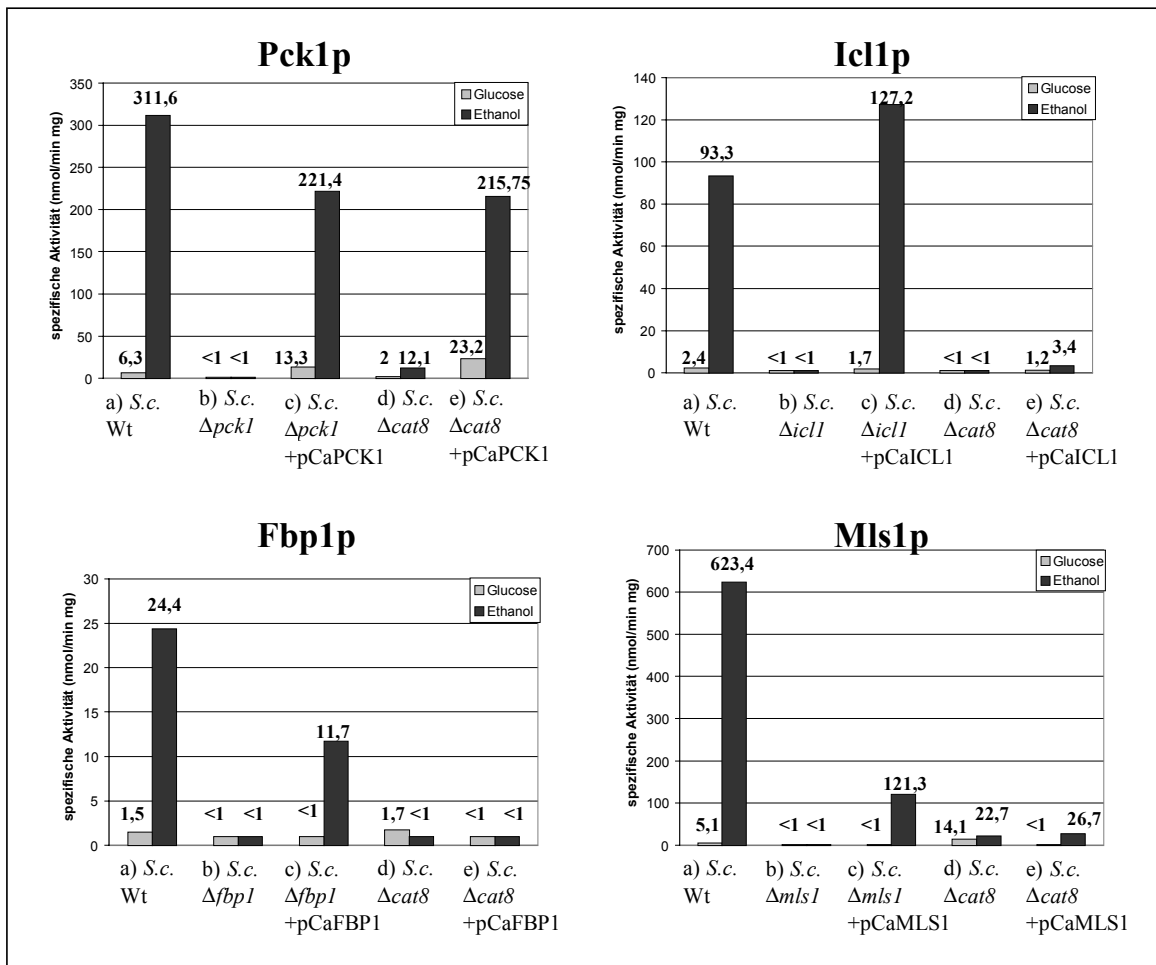 Pck1p
spezifische Aktivität (nmol/min mg)
350
300
250
200
150
100
50
0
Glucose
Ethanol
311,6
221,4
215,75
6,3
<1 <1
13,3
2 12,1
23,2
a) S.c. Wt
b) S.c. Δpck1
c) S.c. Δpck1 +pCaPCK1
d) S.c. Δcat8
e) S.c. Δcat8 +pCaPCK1
Icl1p
spezifische Aktivität (nmol/min mg)
140
120
100
80
60
40
20
0
Glucose
Ethanol
127,2
93,3
2,4
<1 <1
1,7
<1 <1
1,2 3,4
a) S.c. Wt
b) S.c. Δicl1
c) S.c. Δicl1 +pCaICL1
d) S.c. Δcat8
e) S.c. Δcat8 +pCaICL1
Fbp1p
spezifische Aktivität (nmol/min mg)
30
25
20
15
10
5
0
Glucose
Ethanol
24,4
11,7
1,5
<1 <1
<1
1,7 <1
<1 <1
a) S.c. Wt
b) S.c. Δfbp1
c) S.c. Δfbp1 +pCaFBP1
d) S.c. Δcat8
e) S.c. Δcat8 +pCaFBP1
Mls1p
spezifische Aktivität (nmol/min mg)
700
600
500
400
300
200
100
0
Glucose
Ethanol
623,4
121,3
5,1
<1 <1
<1
14,1 22,7
<1 26,7
a) S.c. Wt
b) S.c. Δmls1
c) S.c. Δmls1 +pCaMLS1
d) S.c. Δcat8
e) S.c. Δcat8 +pCaMLS1